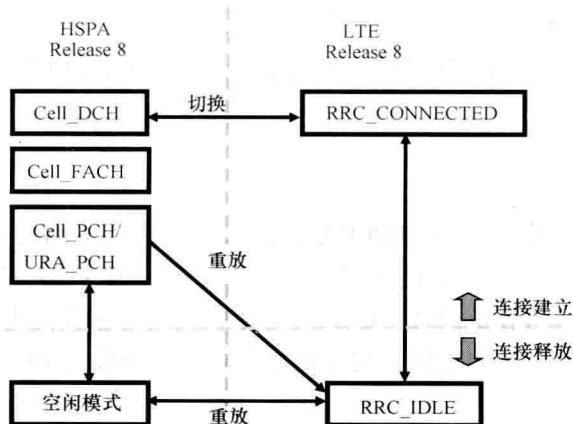 HSPA
Release 8
LTE
Release 8
Cell_DCH
切换
RRC_CONNECTED
Cell_FACH
Cell_PCH/
URA_PCH
重放
连接建立
连接释放
空闲模式
重放
RRC_IDLE